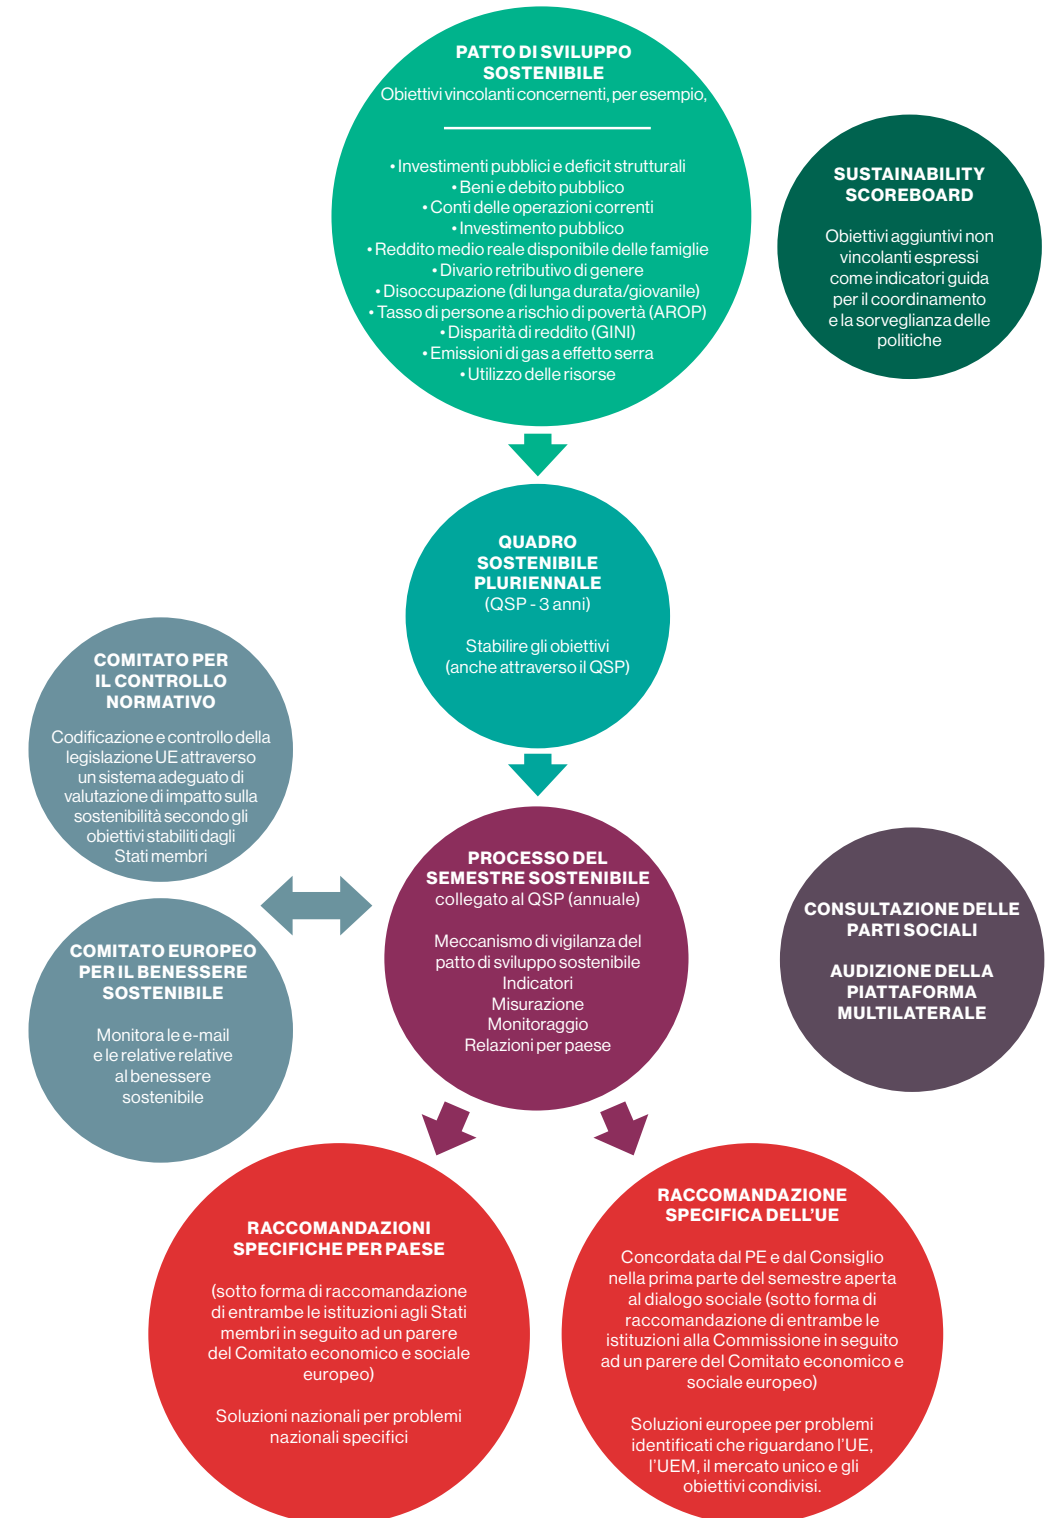 PATTO DI SVILUPPO
SOSTENIBILE
Obiettivi vincolanti concernenti, per esempio,
• Investimenti pubblici e deficit strutturali
• Beni e debito pubblico
• Conti delle operazioni correnti
• Investimento pubblico
• Reddito medio reale disponibile delle famiglie
• Divario retributivo di genere
• Disoccupazione (di lunga durata/giovanile)
• Tasso di persone a rischio di povertà (AROP)
• Disparità di reddito (GINI)
• Emissioni di gas a effetto serra
• Utilizzo delle risorse
SUSTAINABILITY
SCOREBOARD
Obiettivi aggiuntivi non
vincolanti espressi
come indicatori guida
per il coordinamento
e la sorveglianza delle
politiche
QUADRO
SOSTENIBILE
PLURIENNALE
(QSP - 3 anni)
Stabilire gli obiettivi
(anche attraverso il QSP)
COMITATO PER
IL CONTROLLO
NORMATIVO
Codificazione e controllo della
legislazione UE attraverso
un sistema adeguato di
valutazione di impatto sulla
sostenibilità secondo gli
obiettivi stabiliti dagli
Stati membri
PROCESSO DEL
SEMESTRE SOSTENIBILE
collegato al QSP (annuale)
Meccanismo di vigilanza del
patto di sviluppo sostenibile
Indicatori
Misurazione
Monitoraggio
Relazioni per paese
COMITATO EUROPEO
PER IL BENESSERE
SOSTENIBILE
Monitora le e-mail
e le relative relative
al benessere
sostenibile
CONSULTAZIONE DELLE
PARTI SOCIALI
AUDIZIONE DELLA
PIATTAFORMA
MULTILATERALE
RACCOMANDAZIONI
SPECIFICHE PER PAESE
(sotto forma di raccomandazione
di entrambe le istituzioni agli Stati
membri in seguito ad un parere
del Comitato economico e sociale
europeo)
Soluzioni nazionali per problemi
nazionali specifici
RACCOMANDAZIONE
SPECIFICA DELL'UE
Concordata dal PE e dal Consiglio
nella prima parte del semestre aperta
al dialogo sociale (sotto forma di
raccomandazione di entrambe le
istituzioni alla Commissione in seguito
ad un parere del Comitato economico e
sociale europeo)
Soluzioni europee per problemi
identificati che riguardano l'UE,
l'UEM, il mercato unico e gli
obiettivi condivisi.